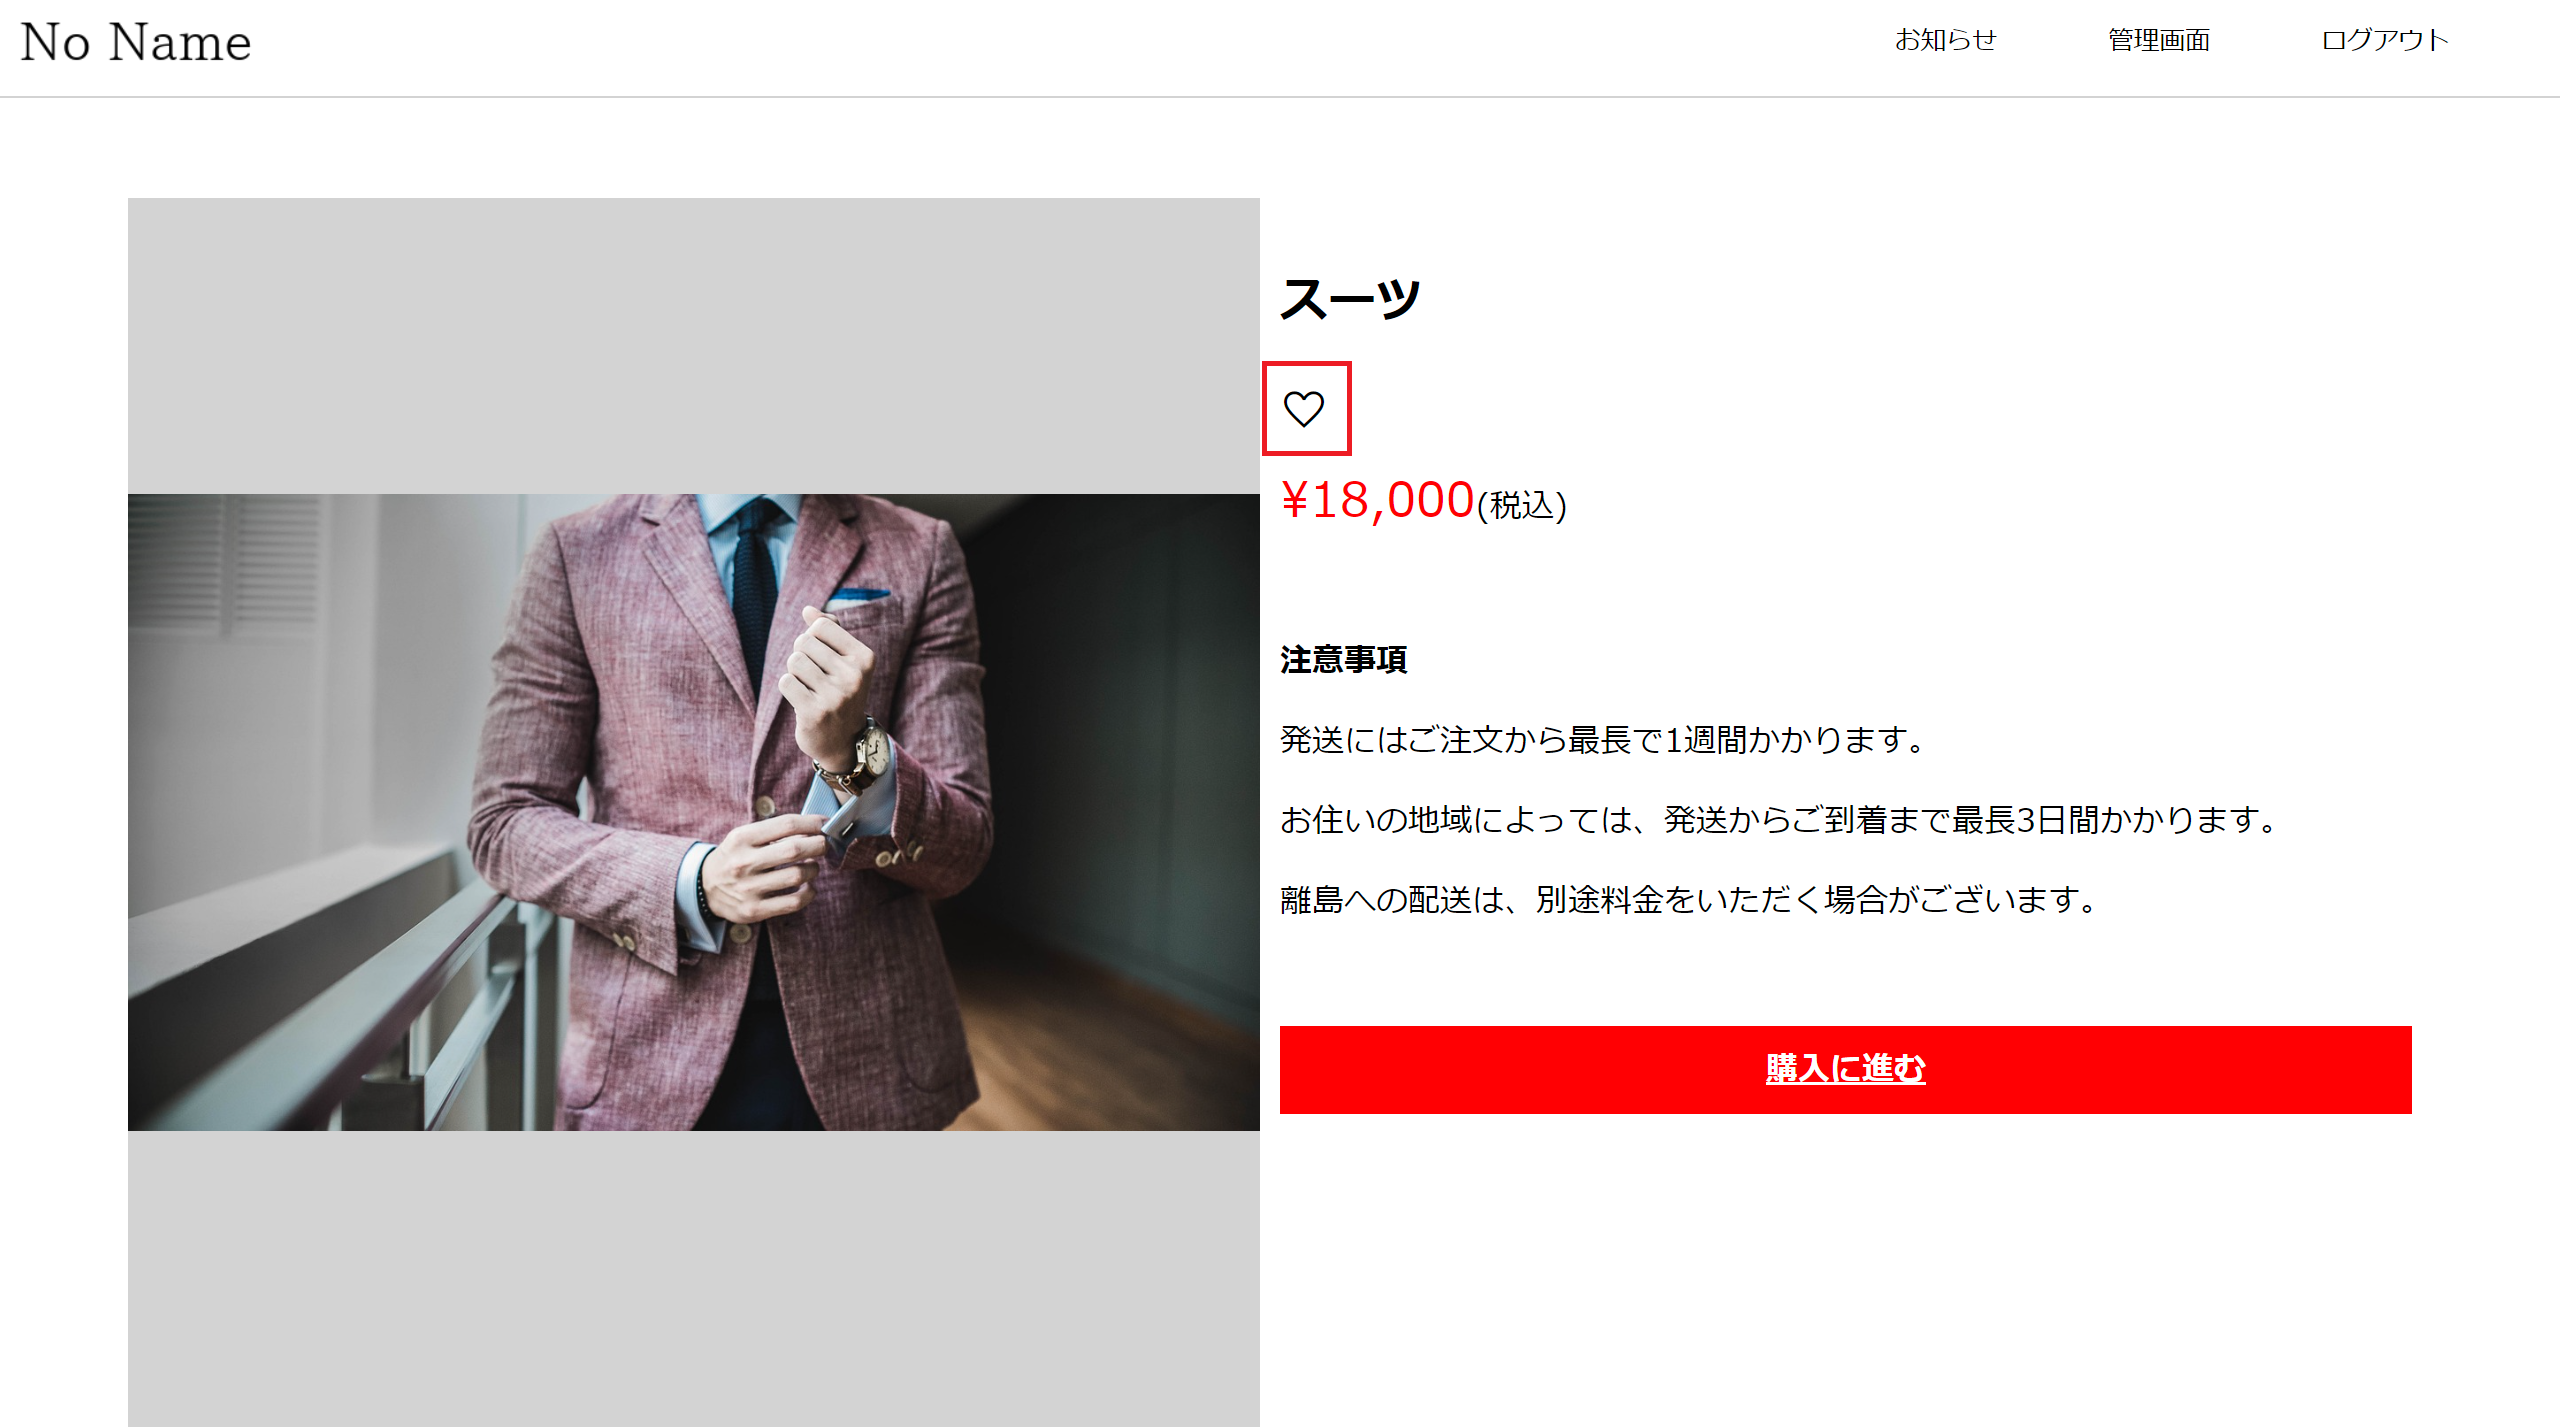 No Name
お知らせ
管理画面
ログアウト
スーツ
¥18,000(税込)
注意事項
発送にはご注文から最長で1週間かかります。
お住いの地域によっては、発送からご到着まで最長3日間かかります。
離島への配送は、別途料金をいただく場合がございます。
購入に進む